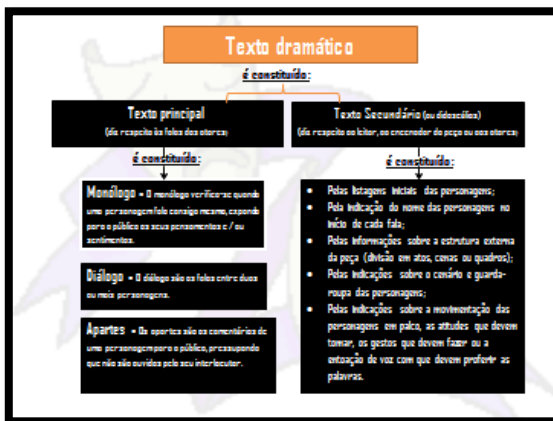 Texto dramático
é constituído:
Texto principal
(diz respeito às falas dos atores)
Texto Secundário (ou didascálias)
(diz respeito ao leitor, ao encenador da peça ou aos atores)
é constituído:
Monólogo - O monólogo verifica-se quando
uma personagem fala consigo mesma, expondo
para o público os seus pensamentos e / ou
sentimentos.
Diálogo - O diálogo são as falas entre duas
ou mais personagens.
Apartes - Os apartes são os comentários de
uma personagem para o público, pressupondo
que não são ouvidos pelo seu interlocutor.
é constituído:
• Pelas listagens iniciais das personagens;
• Pela indicação do nome das personagens no
início de cada fala;
• Pelas informações sobre a estrutura externa
da peça (divisão em atos, cenas ou quadros);
• Pelas indicações sobre o cenário e guarda-
roupa das personagens;
• Pelas indicações sobre a movimentação das
personagens em palco, as atitudes que devem
tomar, os gestos que devem fazer ou a
entoação de voz com que devem proferir as
palavras.